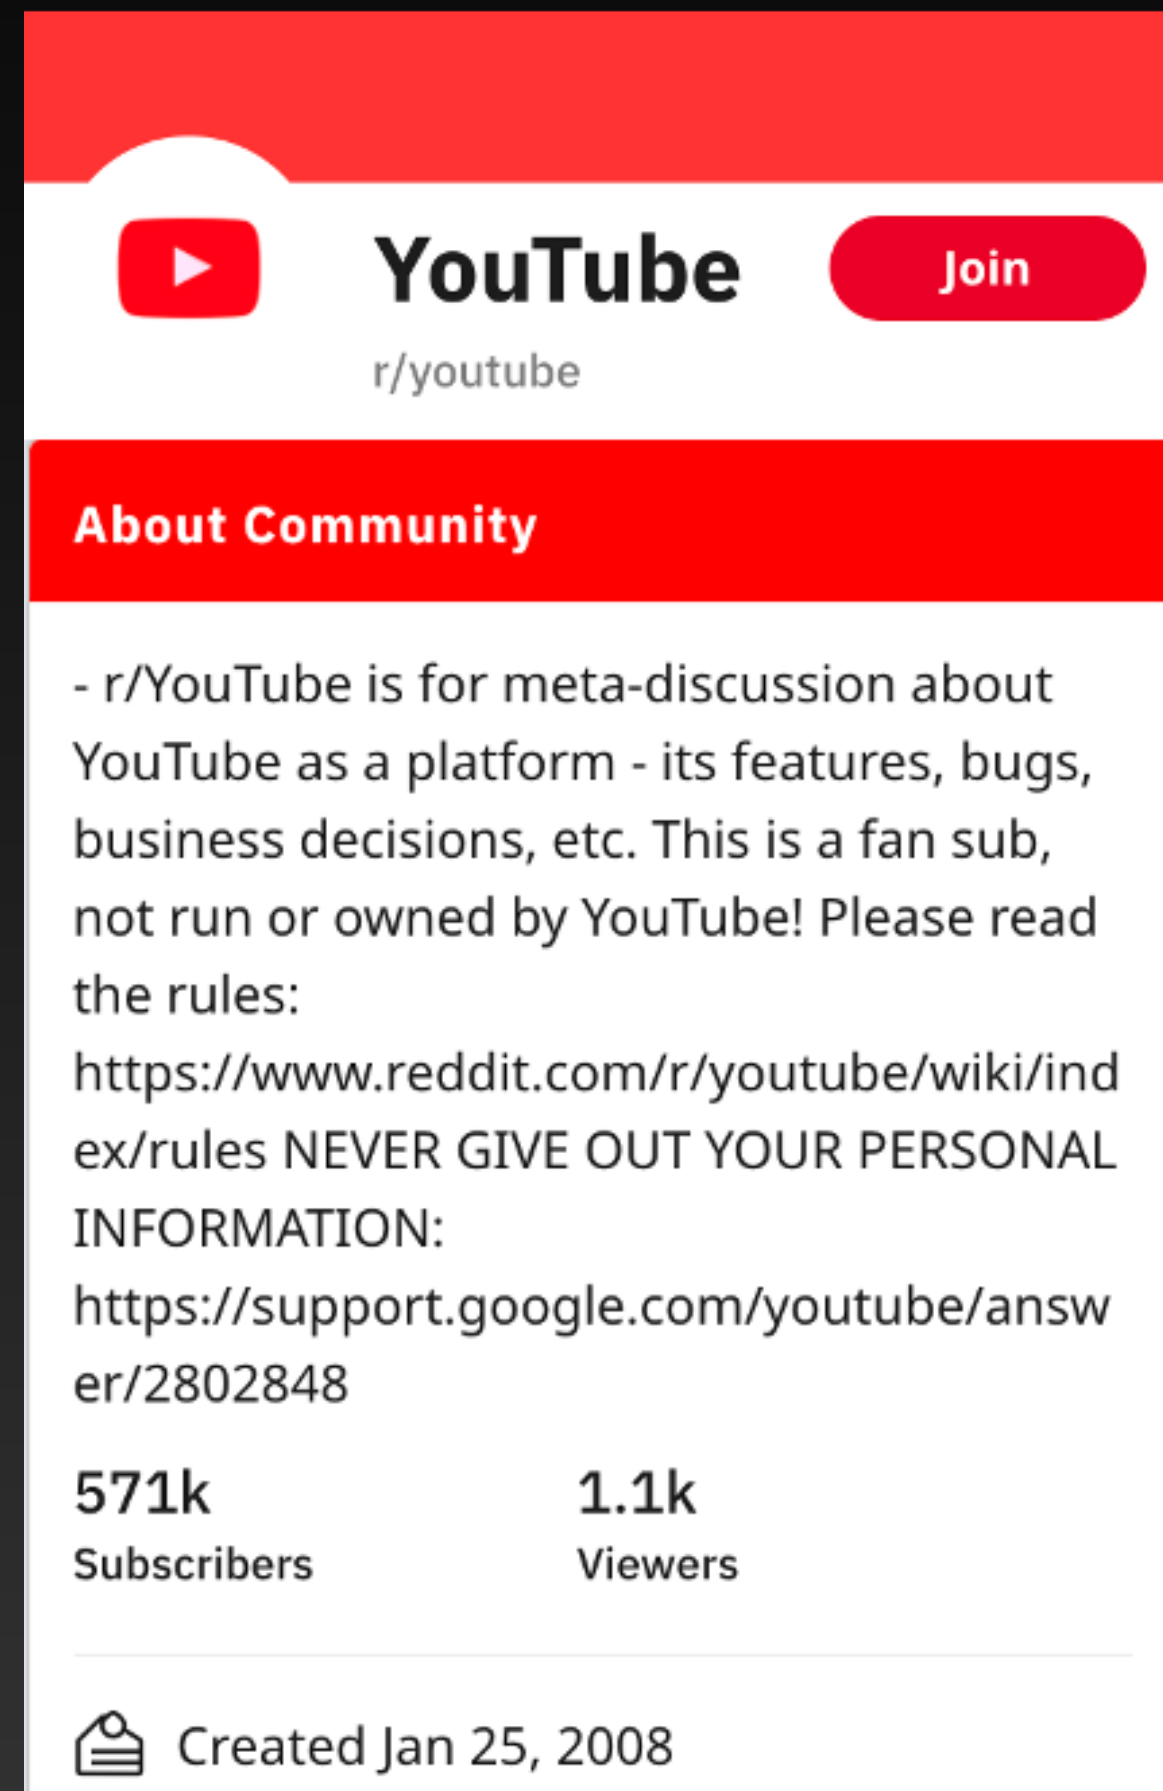 YouTube
Join
r/youtube
About Community
- r/YouTube is for meta-discussion about
YouTube as a platform - its features, bugs,
business decisions, etc. This is a fan sub,
not run or owned by YouTube! Please read
the rules:
https://www.reddit.com/r/youtube/wiki/ind
ex/rules NEVER GIVE OUT YOUR PERSONAL
INFORMATION:
https://support.google.com/youtube/answ
er/2802848
571k 1.1k
Subscribers Viewers
Created Jan 25, 2008